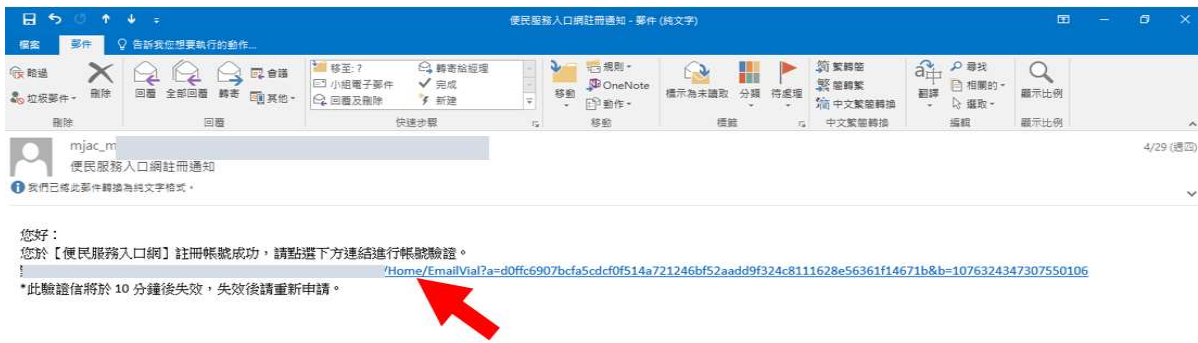 便民服務入口網註冊通知 - 郵件 (純文字)
檔案 郵件 告訴我您想要執行的動作...
略過 移至: ? 轉寄給經理 規則 繁轉簡 尋找
會議 小組電子郵件 完成 OneNote 簡轉繁 相關的
垃圾郵件 刪除 回覆 全部回覆 轉寄 其他 回覆及刪除 新建 移動 動作 標示為未讀取 分類 待處理 中文繁簡轉換 翻譯 選取 顯示比例
刪除 回覆 快速步驟 移動 標籤 中文繁簡轉換 編輯 顯示比例
mjac_m
4/29 (週四)
便民服務入口網註冊通知
我們已將此郵件轉換為純文字格式。
您好：
您於【便民服務入口網】註冊帳號成功，請點選下方連結進行帳號驗證。
/Home/EmailVial?a=d0ffc6907bcfa5cdcf0f514a721246bf52aadd9f324c8111628e56361f14671b&b=1076324347307550106
*此驗證信將於 10 分鐘後失效，失效後請重新申請。